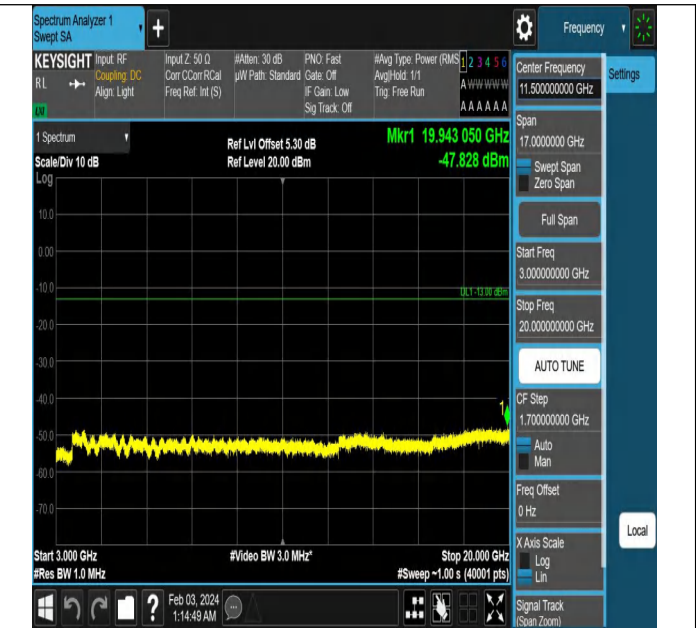 Spectrum Analyzer 1
Swept SA
+
Frequency
KEYSIGHT
RL
LXI
Input: RF
Coupling: DC
Align: Light
Input Z: 50 Ω
Corr CCorr RCal
Freq Ref: Int (S)
#Atten: 30 dB
µW Path: Standard
PNO: Fast
Gate: Off
IF Gain: Low
Sig Track: Off
#Avg Type: Power (RMS
Avg|Hold: 1/1
Trig: Free Run
1 2 3 4 5 6
A W W W W W
A A A A A A
1 Spectrum
Scale/Div 10 dB
Log
Ref Lvl Offset 5.30 dB
Ref Level 20.00 dBm
Mkr1 19.943 050 GHz
-47.828 dBm
10.0
0.00
-10.0
DL1 -13.00 dBm
-20.0
-30.0
-40.0
1
-50.0
-60.0
-70.0
Start 3.000 GHz
#Res BW 1.0 MHz
#Video BW 3.0 MHz*
Stop 20.000 GHz
#Sweep ~1.00 s (40001 pts)
Feb 03, 2024
1:14:49 AM
Center Frequency
11.500000000 GHz
Settings
Span
17.0000000 GHz
Swept Span
Zero Span
Full Span
Start Freq
3.000000000 GHz
Stop Freq
20.000000000 GHz
AUTO TUNE
CF Step
1.700000000 GHz
Auto
Man
Freq Offset
0 Hz
X Axis Scale
Log
Lin
Local
Signal Track
(Span Zoom)